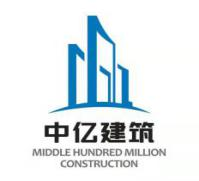 中亿建筑
MIDDLE HUNDRED MILLION
CONSTRUCTION